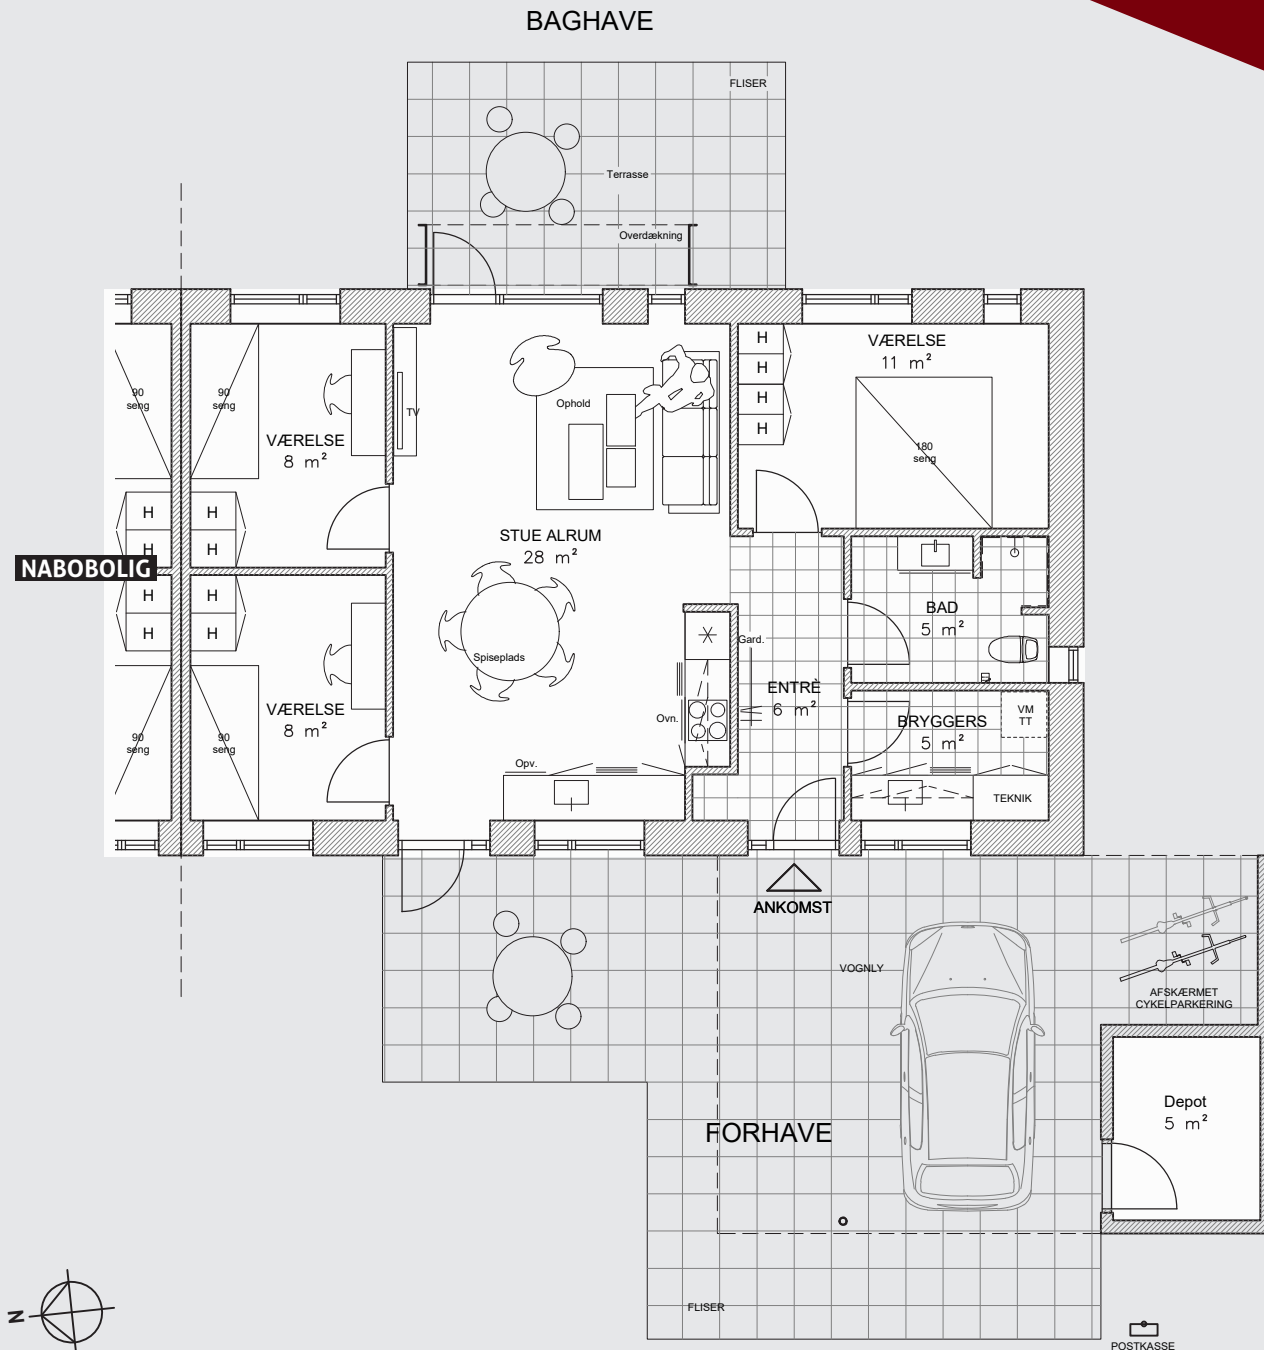 BAGHAVE
FLISER
Terrasse
Overdækning
90
seng
90
seng
VÆRELSE
8 m²
TV
Ophold
H
H
H
H
VÆRELSE
11 m²
180
seng
H
H
H
H
STUE ALRUM
28 m²
NABOBOLIG
H
H
H
H
BAD
5 m²
Gard.
Spiseplads
ENTRÈ
6 m²
VÆRELSE
8 m²
90
seng
90
seng
Ovn.
BRYGGERS
5 m²
VM
TT
Opv.
TEKNIK
ANKOMST
VOGNLY
AFSKÆRMET
CYKELPARKERING
FORHAVE
Depot
5 m²
N
FLISER
POSTKASSE